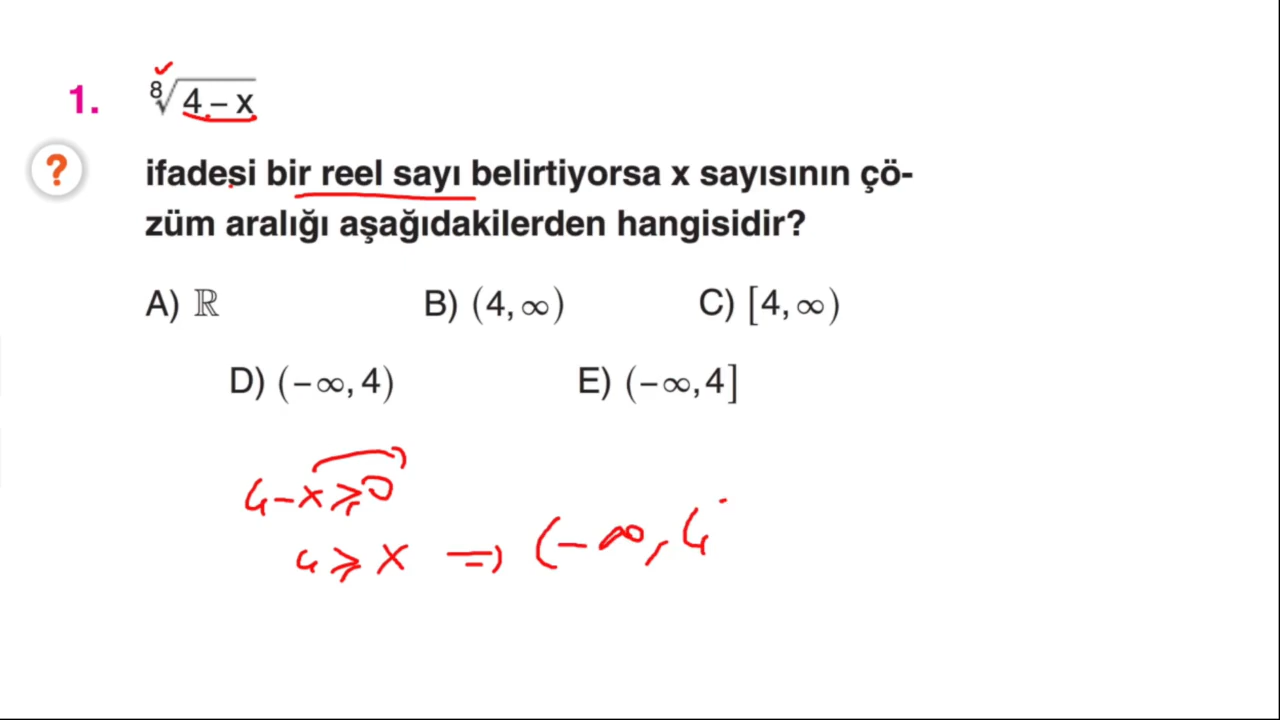 1. ⁸√4 – x
?
ifadesi bir reel sayı belirtiyorsa x sayısının çö-
züm aralığı aşağıdakilerden hangisidir?
A) ℝ B) (4, ∞) C) [4, ∞)
D) (–∞, 4) E) (–∞, 4]
4-x≥0
4≥x ⇒ (-∞, 4